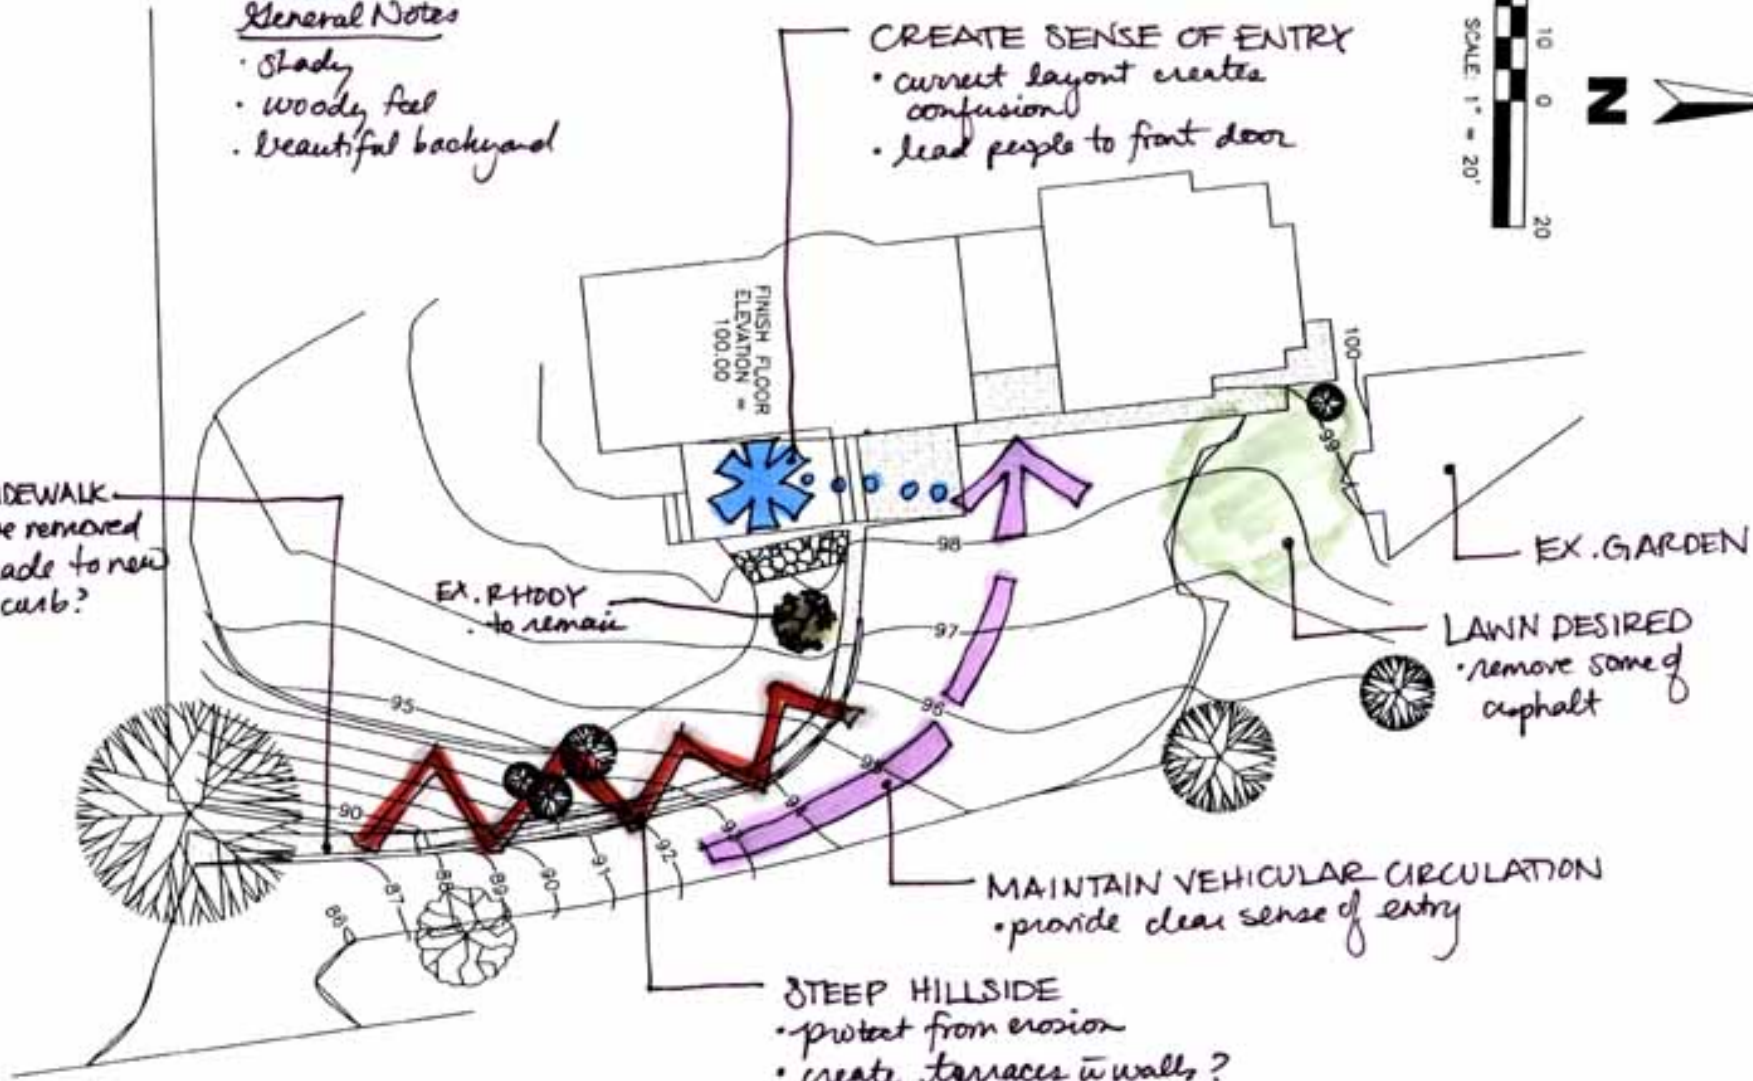 General Notes
· shady
· woody feel
· beautiful backyard
CREATE SENSE OF ENTRY
• current layout creates
confusion
• lead people to front door
SCALE: 1" = 20'
10
0
20
N
FINISH FLOOR
ELEVATION =
100.00
100
99
DEWALK
e removed
ade to new
curb?
EX. RHODY
· to remain
98
97
96
95
95
94
93
92
91
90
90
89
88
87
86
EX. GARDEN
LAWN DESIRED
• remove some of
asphalt
MAINTAIN VEHICULAR CIRCULATION
• provide clear sense of entry
STEEP HILLSIDE
• protect from erosion
• create terraces w̄ walls?